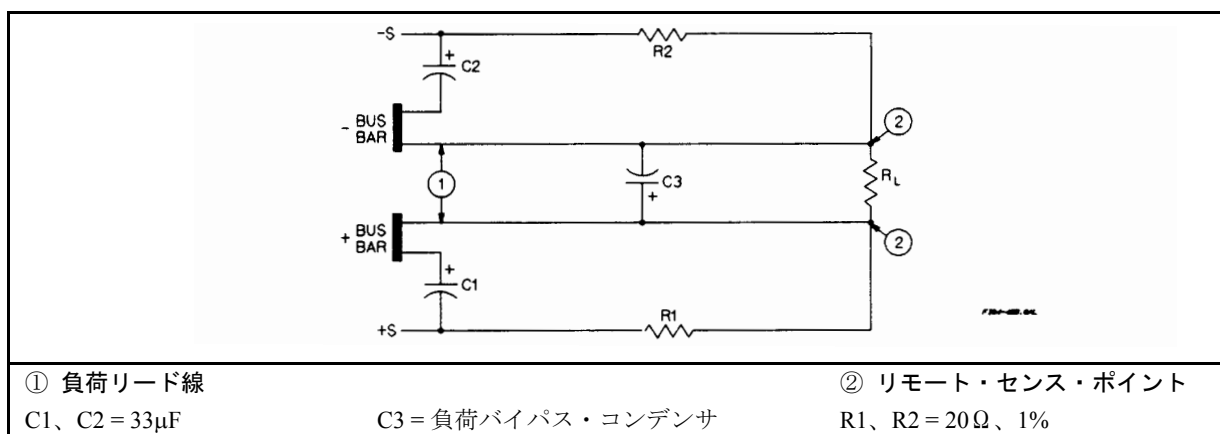 -S
R2
+
C2
- BUS BAR
2
1
C3
+
RL
+ BUS BAR
2
+
C1
+S
R1
① 負荷リード線
② リモート・センス・ポイント
C1、C2 = 33μF
C3 = 負荷バイパス・コンデンサ
R1、R2 = 20Ω、1%